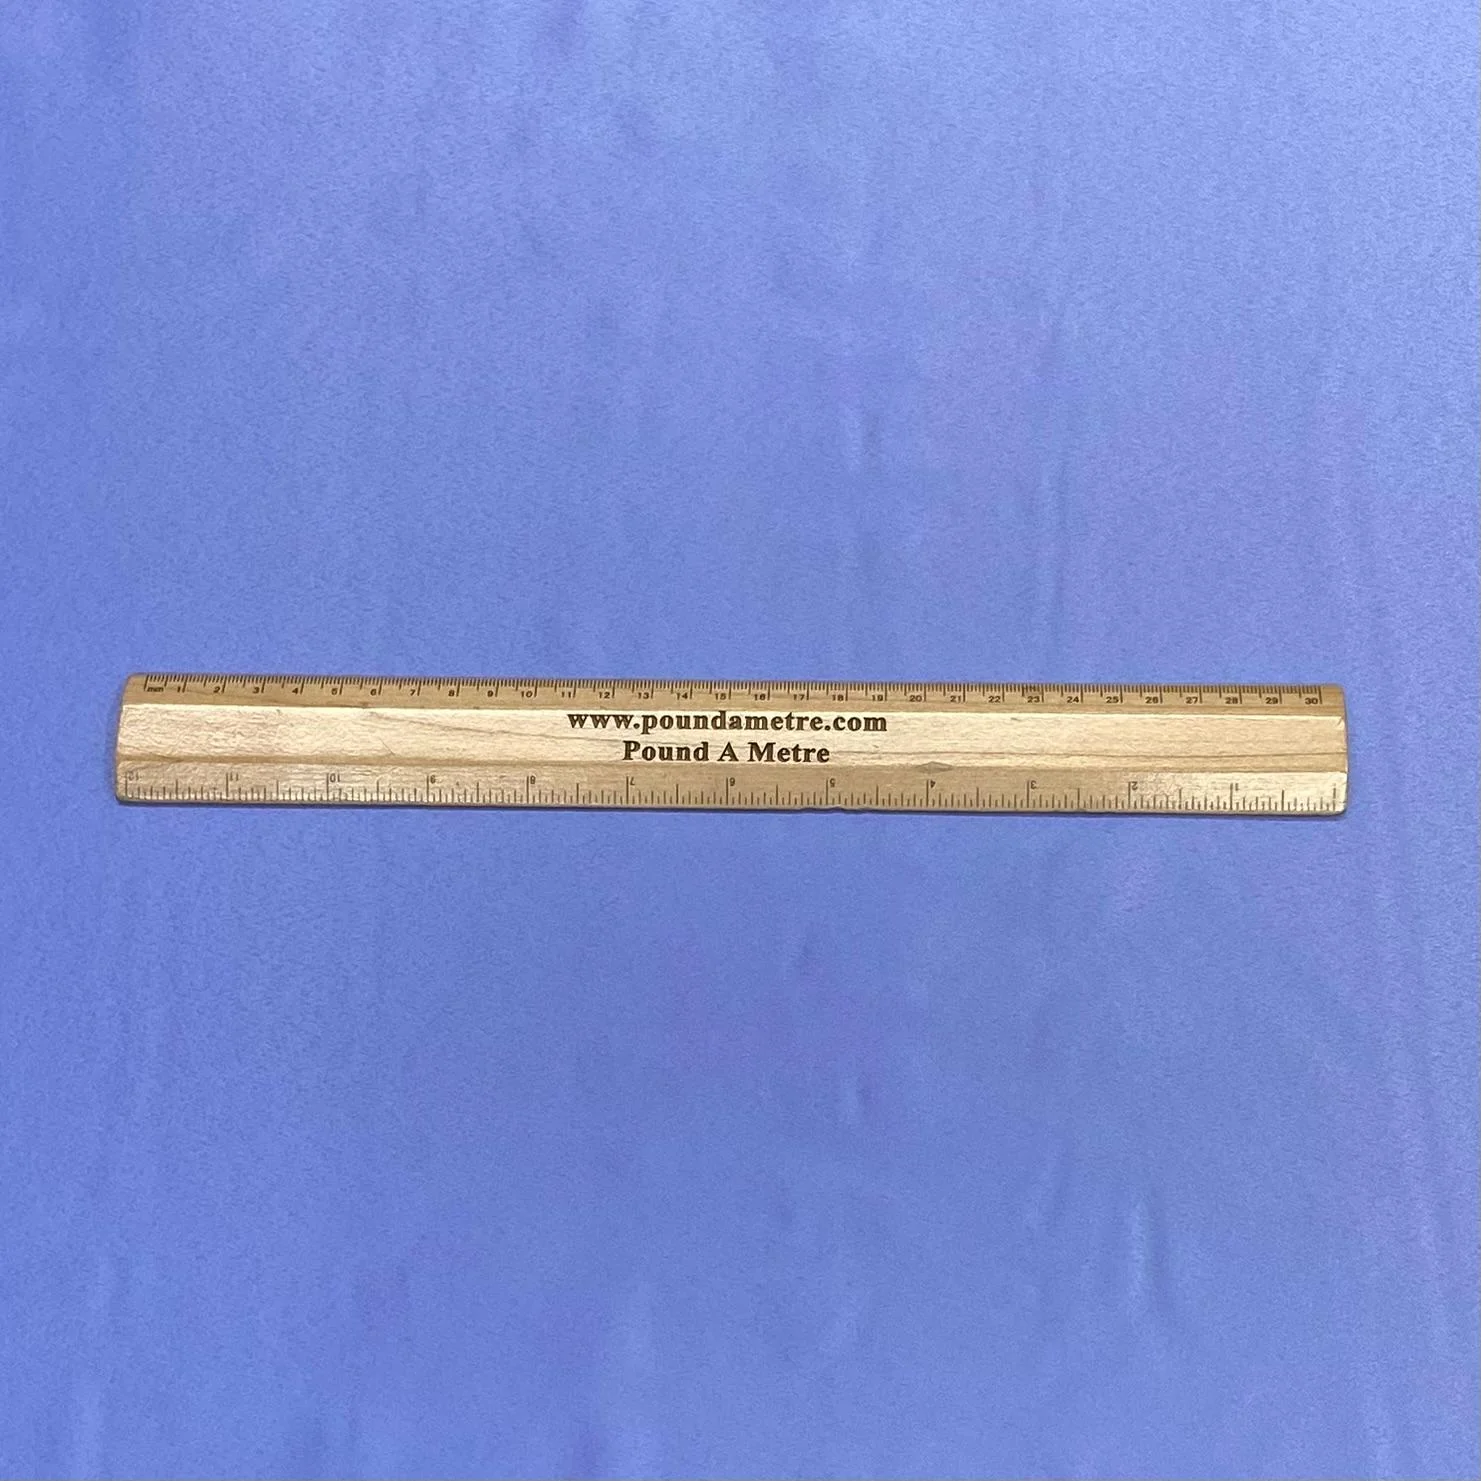 mm 1 2 3 4 5 6 7 8 9 10 11 12 13 14 15 16 17 18 19 20 21 22 23 24 25 26 27 28 29 30
www.poundametre.com
Pound A Metre
12 11 10 9 8 7 6 5 4 3 2 1